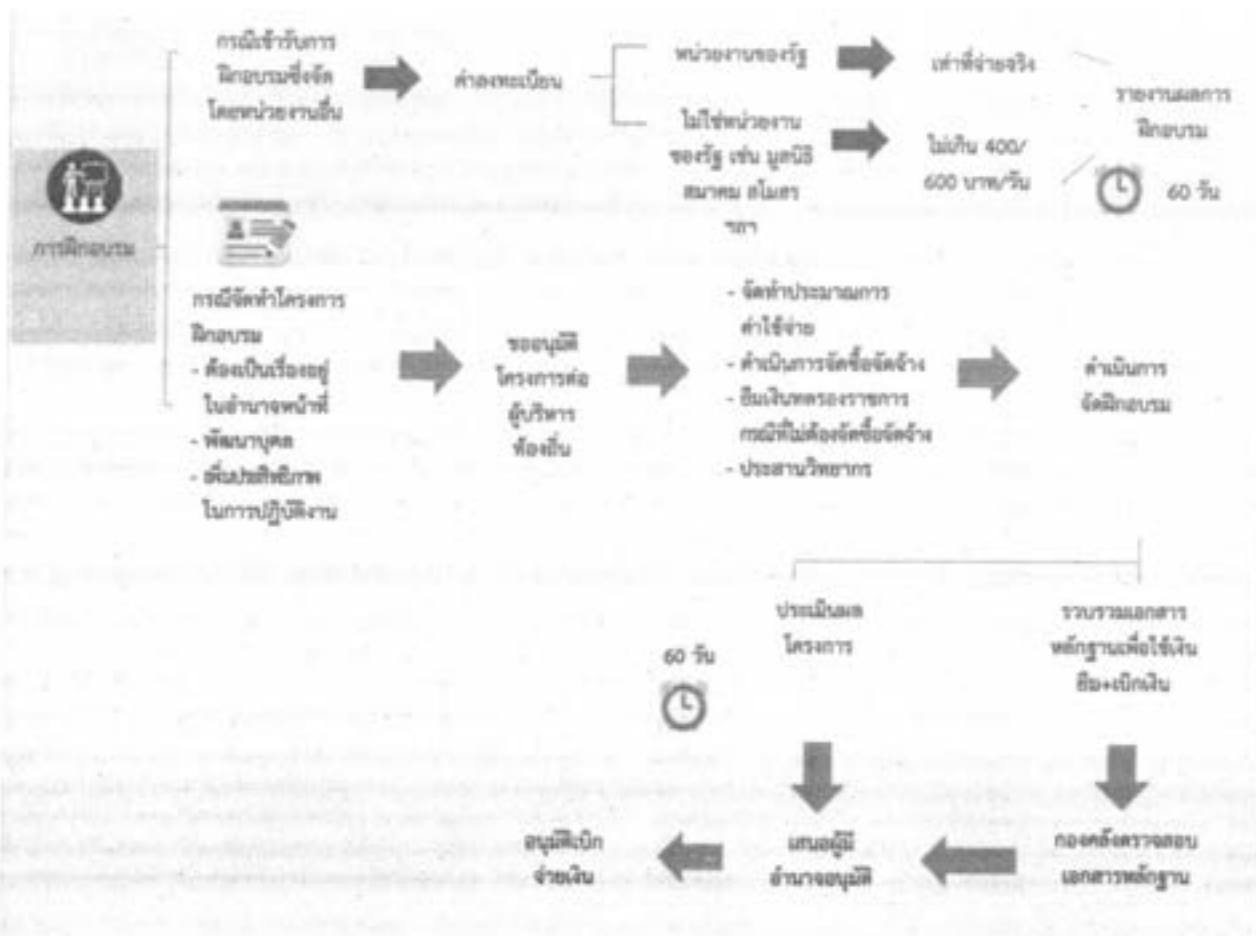 การฝึกอบรม
กรณีเข้ารับการ
ฝึกอบรมซึ่งจัด
โดยหน่วยงานอื่น
ค่าลงทะเบียน
หน่วยงานของรัฐ
เท่าที่จ่ายจริง
ไม่ใช่หน่วยงาน
ของรัฐ เช่น มูลนิธิ
สมาคม สโมสร
ฯลฯ
ไม่เกิน 400/
600 บาท/วัน
รายงานผลการ
ฝึกอบรม
60 วัน
กรณีจัดทำโครงการ
ฝึกอบรม
- ต้องเป็นเรื่องอยู่
ในอำนาจหน้าที่
- พัฒนาบุคคล
- เพิ่มประสิทธิภาพ
ในการปฏิบัติงาน
ขออนุมัติ
โครงการต่อ
ผู้บริหาร
ท้องถิ่น
- จัดทำประมาณการ
ค่าใช้จ่าย
- ดำเนินการจัดซื้อจัดจ้าง
- ยืมเงินทดรองราชการ
กรณีที่ไม่ต้องจัดซื้อจัดจ้าง
- ประสานวิทยากร
ดำเนินการ
จัดฝึกอบรม
ประเมินผล
โครงการ
รวบรวมเอกสาร
หลักฐานเพื่อใช้เงิน
ยืม+เบิกเงิน
60 วัน
กองคลังตรวจสอบ
เอกสารหลักฐาน
เสนอผู้มี
อำนาจอนุมัติ
อนุมัติเบิก
จ่ายเงิน